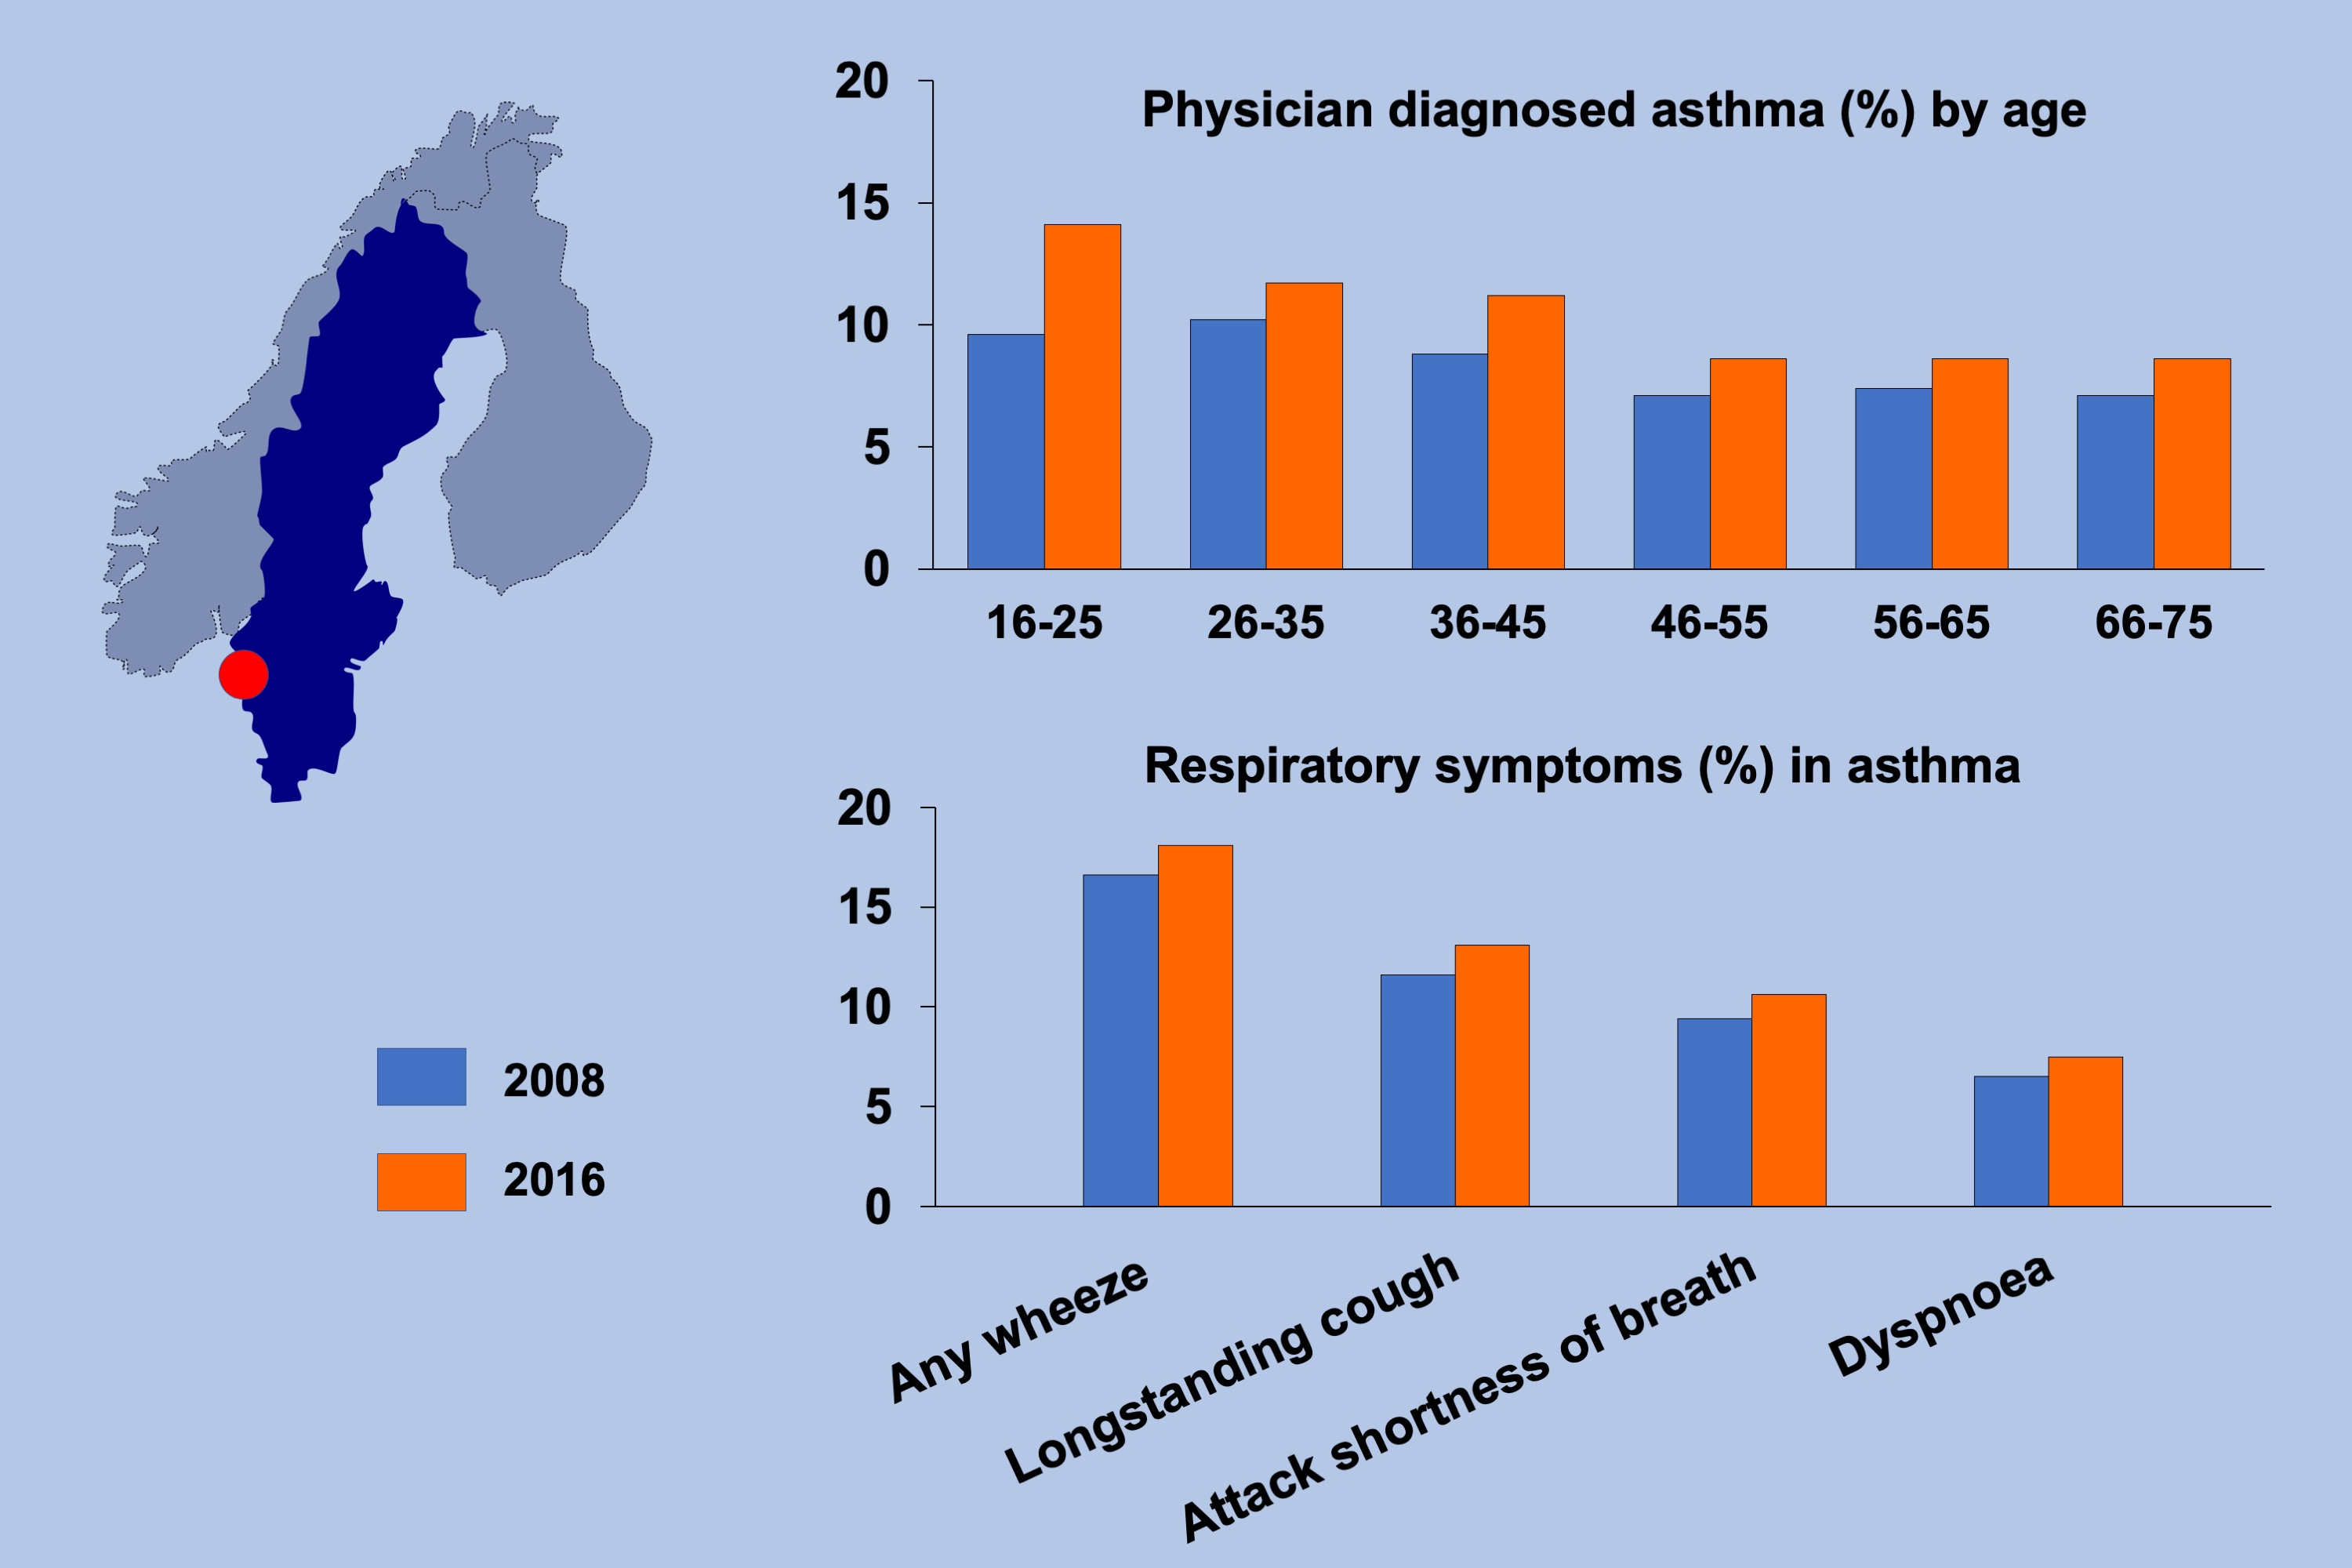 Physician diagnosed asthma (%) by age
20
15
10
5
0
16-25 26-35 36-45 46-55 56-65 66-75
Respiratory symptoms (%) in asthma
20
15
10
5
0
Any wheeze
Longstanding cough
Attack shortness of breath
Dyspnoea
2008
2016